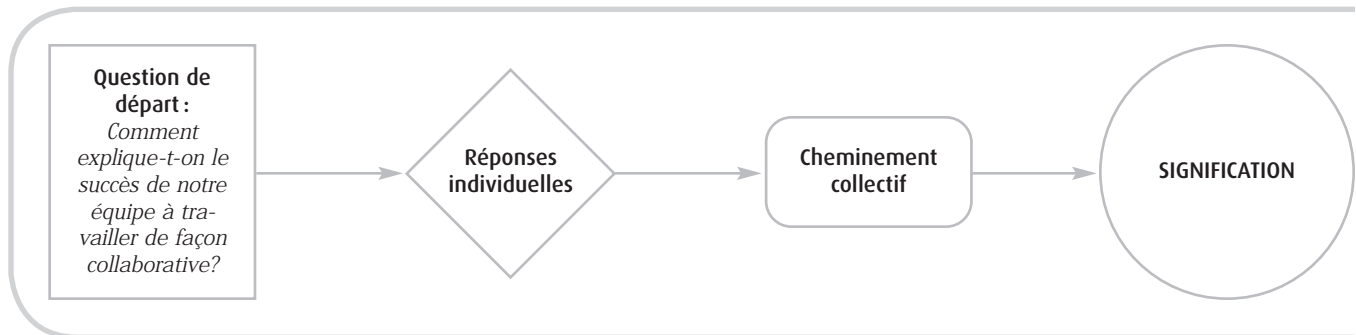 Question de
départ :
Comment
explique-t-on le
succès de notre
équipe à tra-
vailler de façon
collaborative?
Réponses
individuelles
Cheminement
collectif
SIGNIFICATION